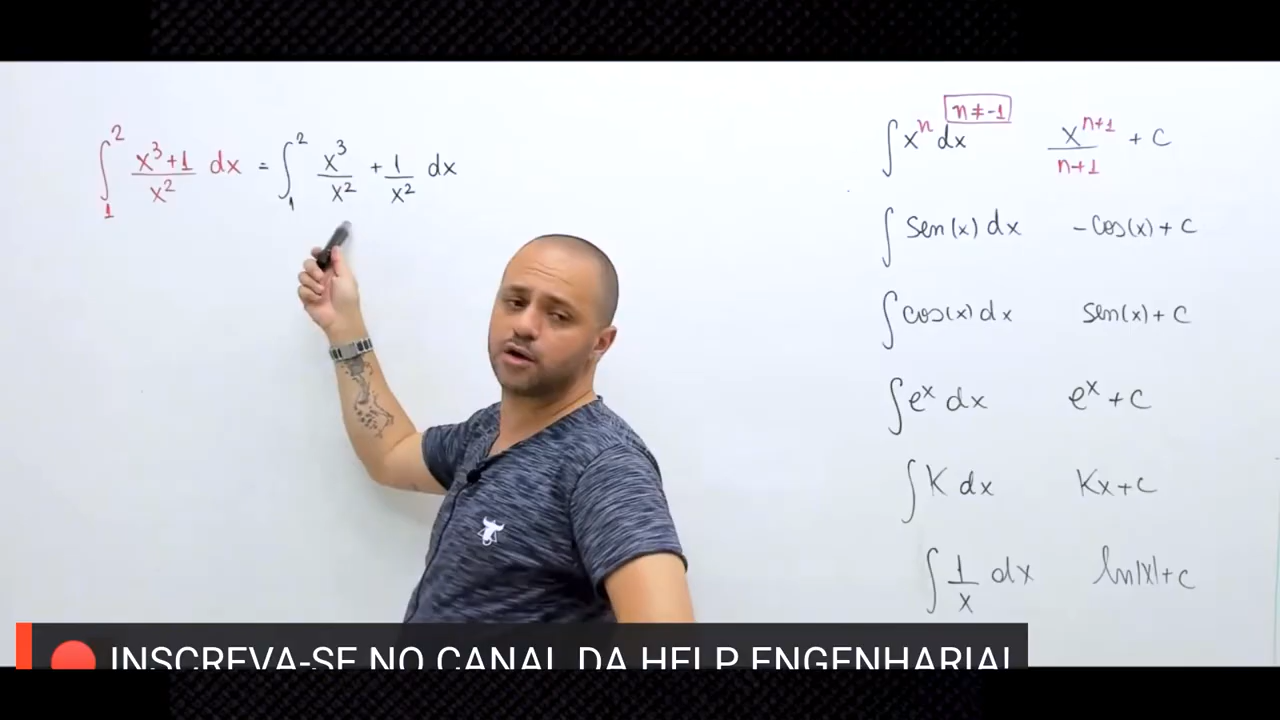 ∫₁² (x³+1)/x² dx = ∫₁² x³/x² + 1/x² dx
∫ xⁿ dx n≠-1 xⁿ⁺¹/(n+1) + C
∫ sen(x) dx -cos(x) + C
∫ cos(x) dx sen(x) + C
∫ eˣ dx eˣ + C
∫ K dx Kx + C
∫ 1/x dx ln|x| + C
INSCREVA-SE NO CANAL DA HELP ENGENHARIA!